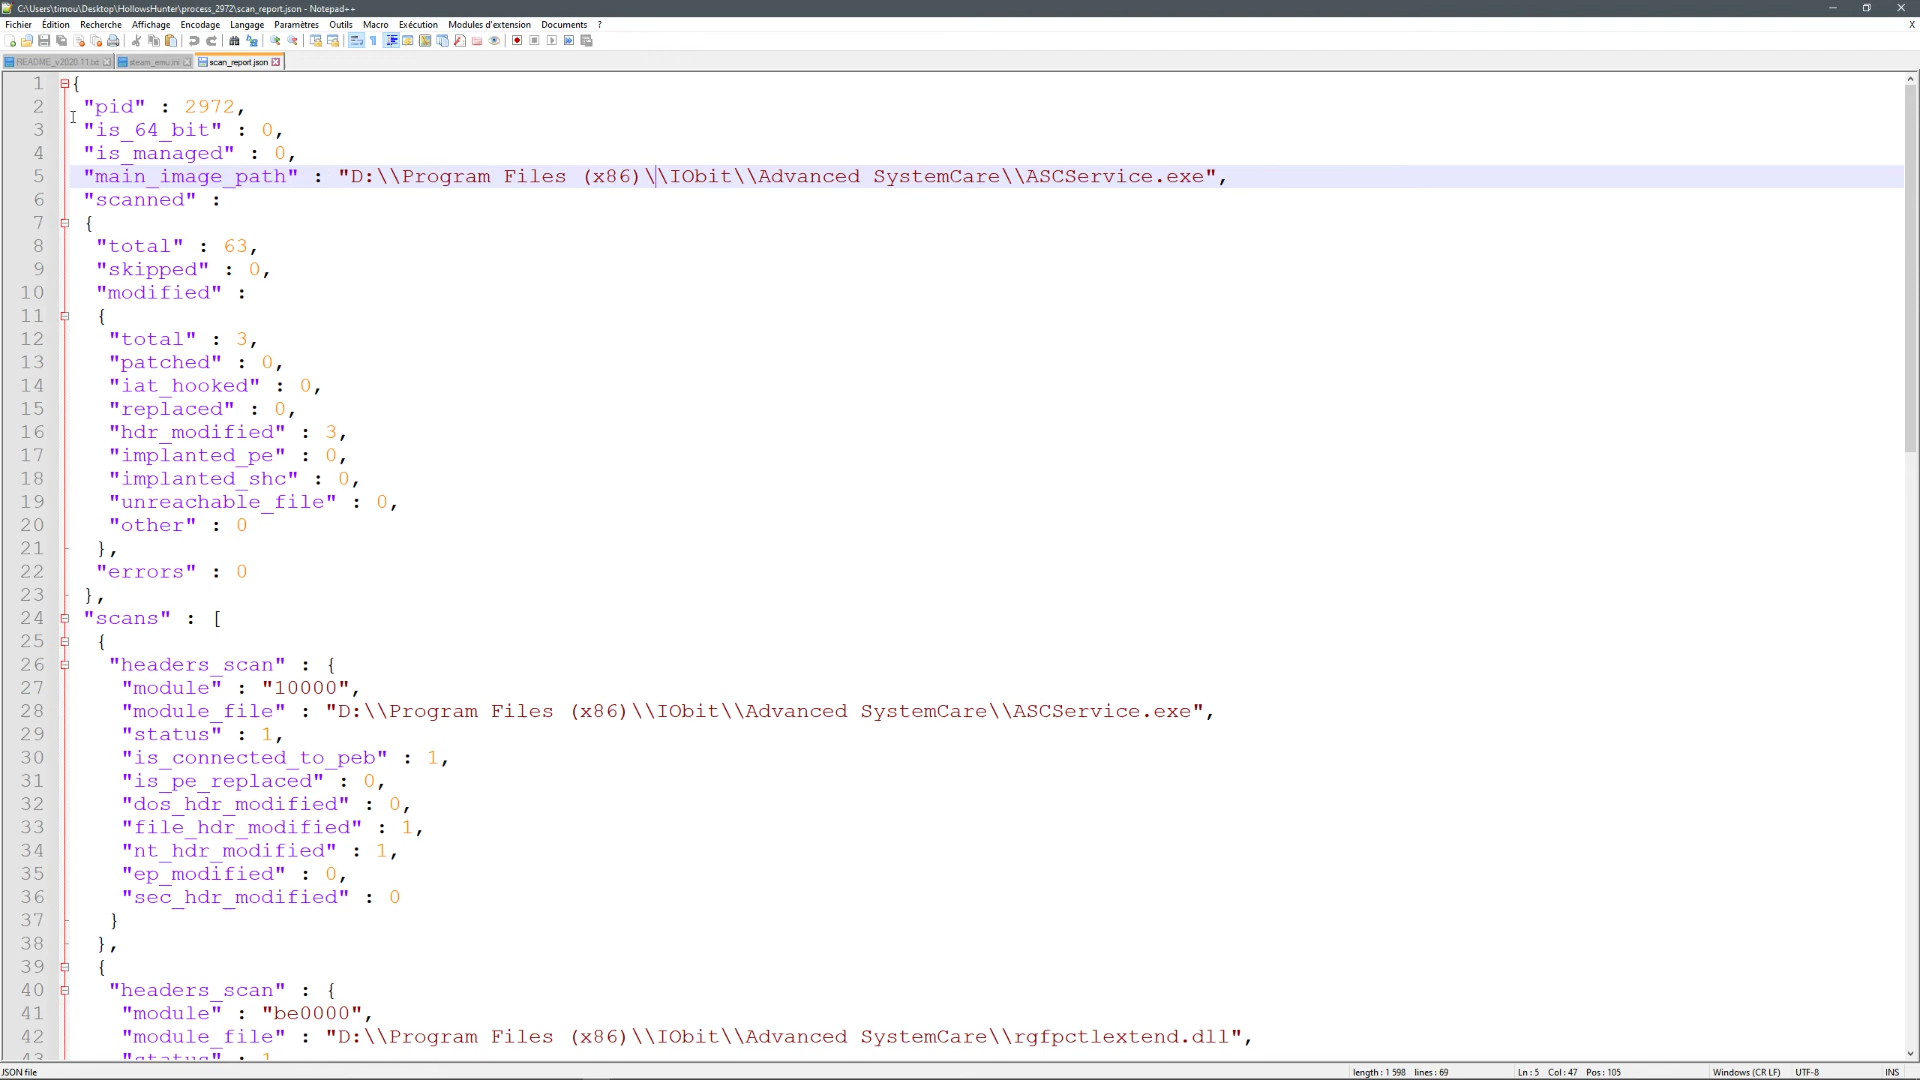 C:\Users\timou\Desktop\HollowsHunter\process_2972\scan_report.json - Notepad++
Fichier Édition Recherche Affichage Encodage Langage Paramètres Outils Macro Exécution Modules d'extension Documents ? X
README_v2020 11.txt steam_emu.ini scan_report.json
1 {
2 "pid" : 2972,
3 "is_64_bit" : 0,
4 "is_managed" : 0,
5 "main_image_path" : "D:\\Program Files (x86)\\IObit\\Advanced SystemCare\\ASCService.exe",
6 "scanned" :
7 {
8 "total" : 63,
9 "skipped" : 0,
10 "modified" :
11 {
12 "total" : 3,
13 "patched" : 0,
14 "iat_hooked" : 0,
15 "replaced" : 0,
16 "hdr_modified" : 3,
17 "implanted_pe" : 0,
18 "implanted_shc" : 0,
19 "unreachable_file" : 0,
20 "other" : 0
21 },
22 "errors" : 0
23 },
24 "scans" : [
25 {
26 "headers_scan" : {
27 "module" : "10000",
28 "module_file" : "D:\\Program Files (x86)\\IObit\\Advanced SystemCare\\ASCService.exe",
29 "status" : 1,
30 "is_connected_to_peb" : 1,
31 "is_pe_replaced" : 0,
32 "dos_hdr_modified" : 0,
33 "file_hdr_modified" : 1,
34 "nt_hdr_modified" : 1,
35 "ep_modified" : 0,
36 "sec_hdr_modified" : 0
37 }
38 },
39 {
40 "headers_scan" : {
41 "module" : "be0000",
42 "module_file" : "D:\\Program Files (x86)\\IObit\\Advanced SystemCare\\rgfpctlextend.dll",
43 "status" : 1
JSON file length : 1 598 lines : 69 Ln : 5 Col : 47 Pos : 105 Windows (CR LF) UTF-8 INS